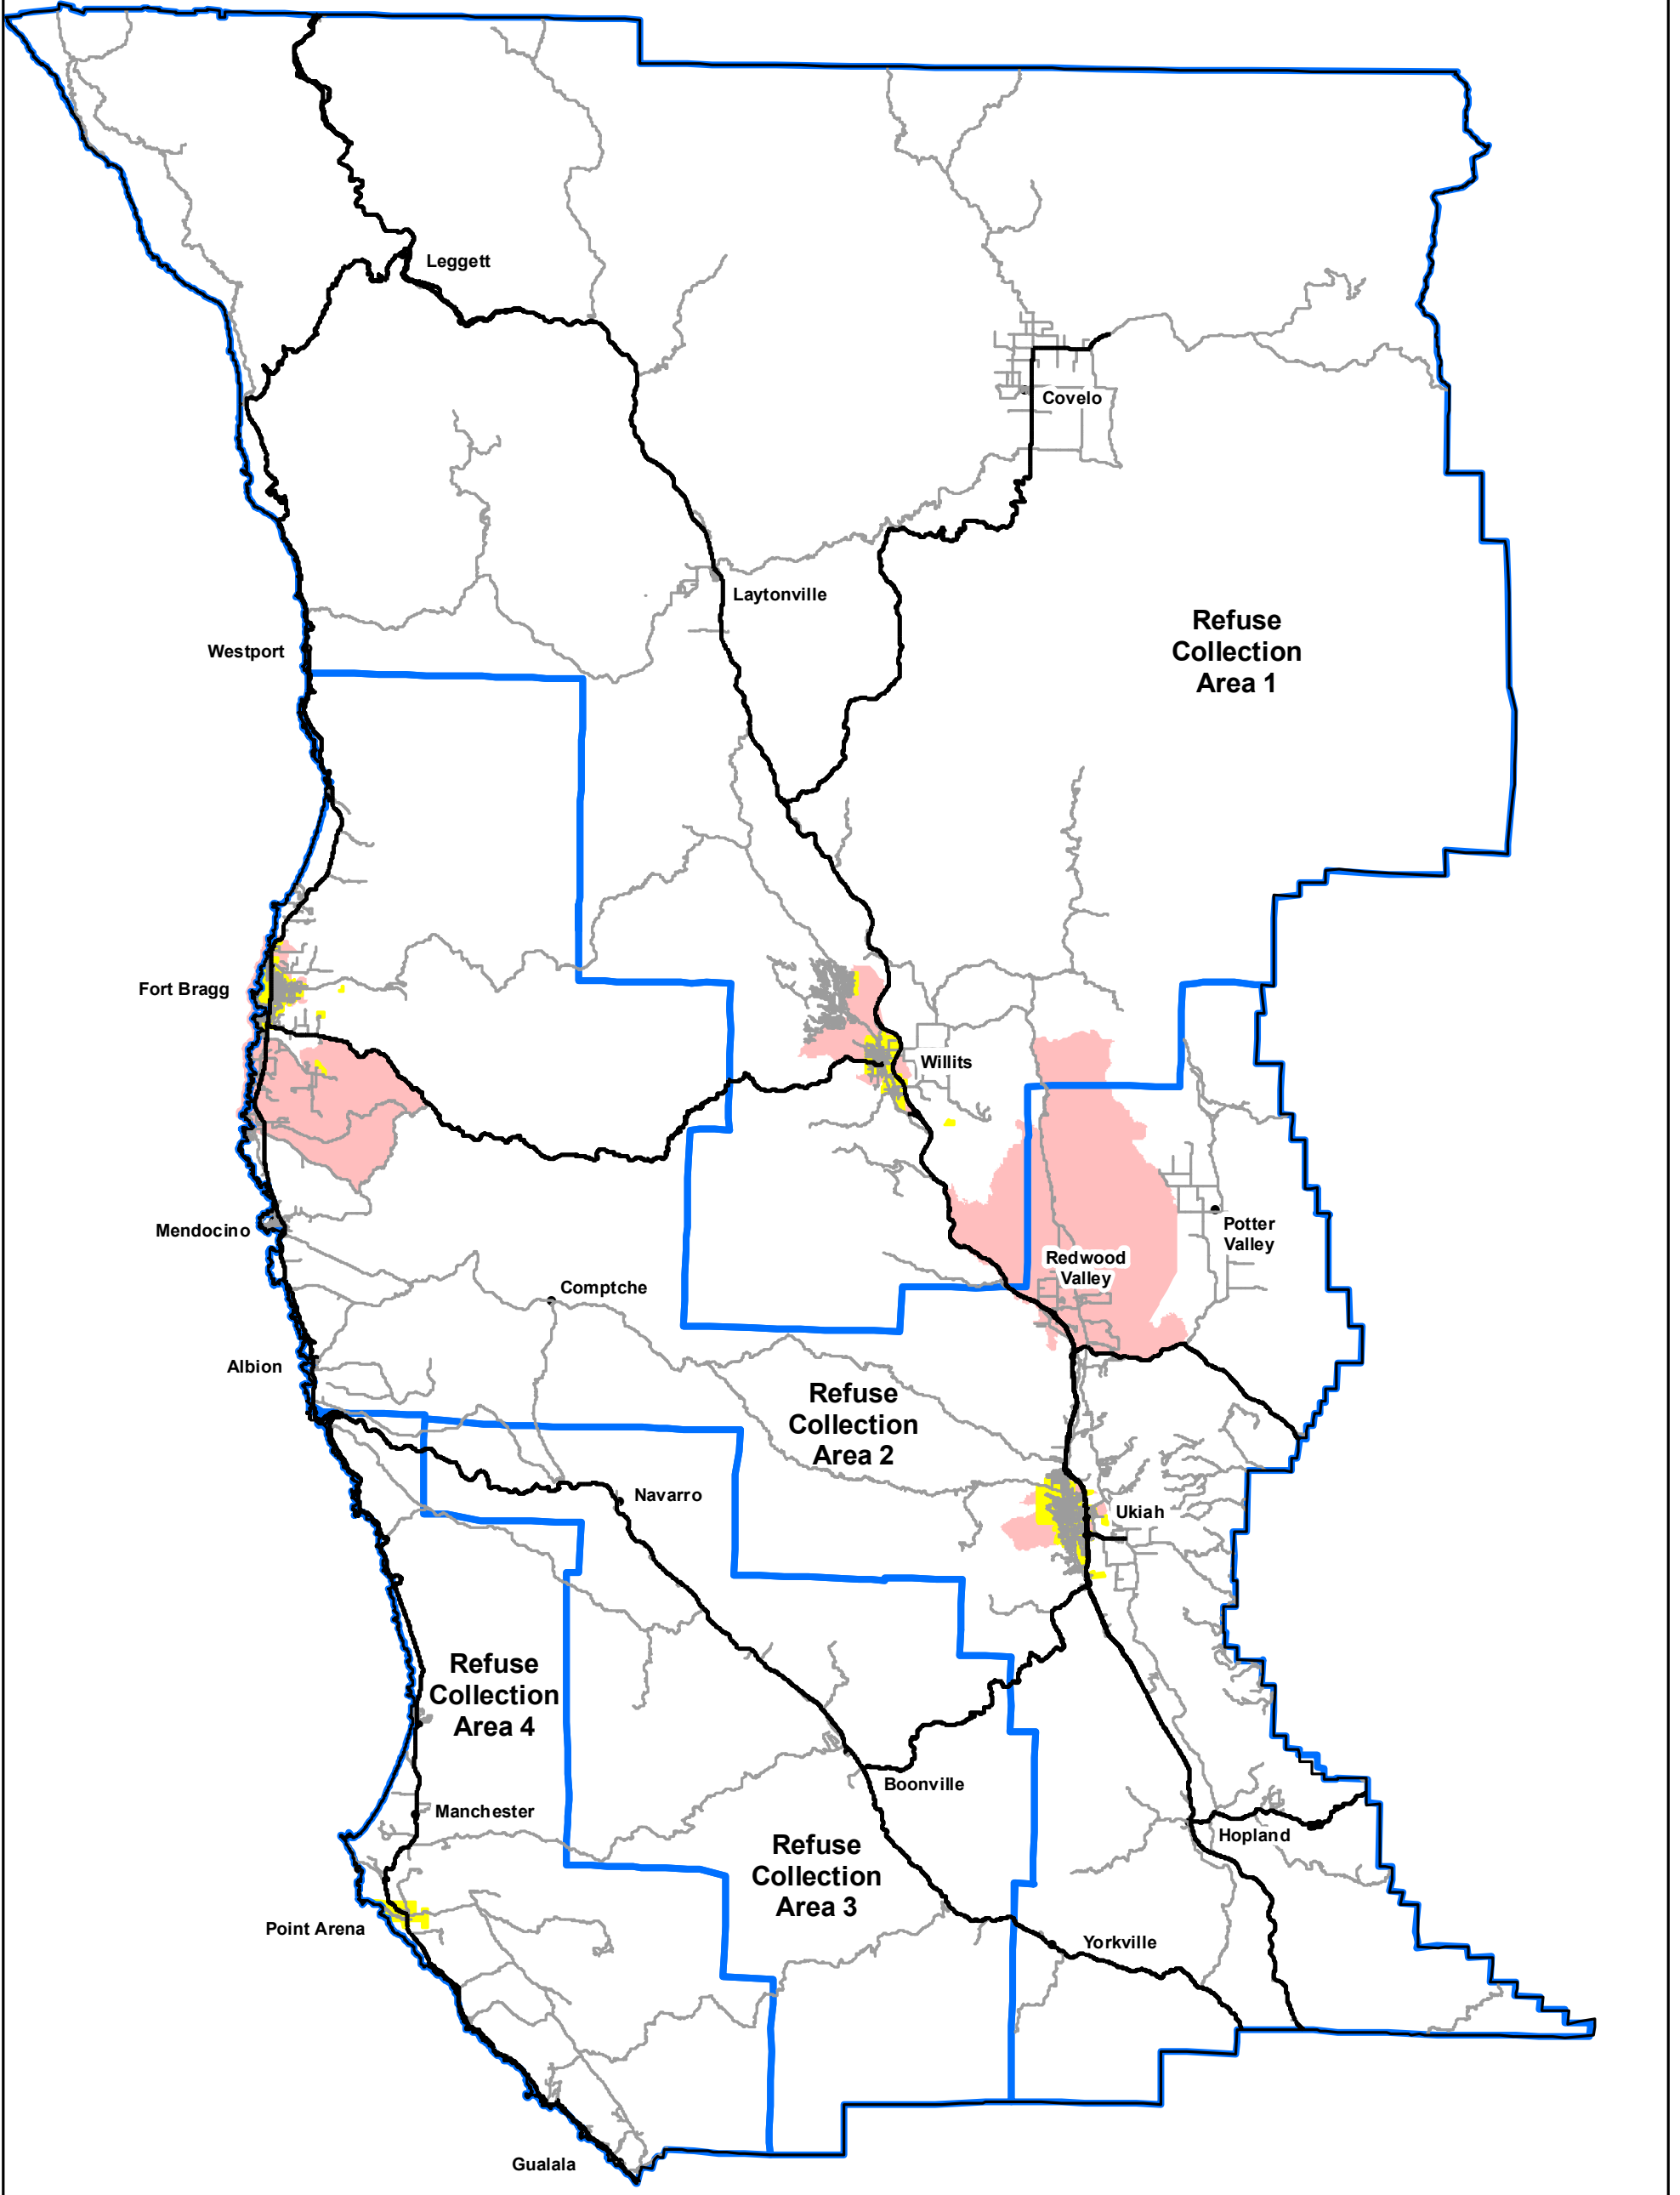 Leggett
Covelo
Laytonville
Refuse
Collection
Area 1
Westport
Fort Bragg
Willits
Mendocino
Potter
Valley
Redwood
Valley
Comptche
Albion
Refuse
Collection
Area 2
Navarro
Ukiah
Refuse
Collection
Area 4
Boonville
Manchester
Hopland
Refuse
Collection
Area 3
Point Arena
Yorkville
Gualala